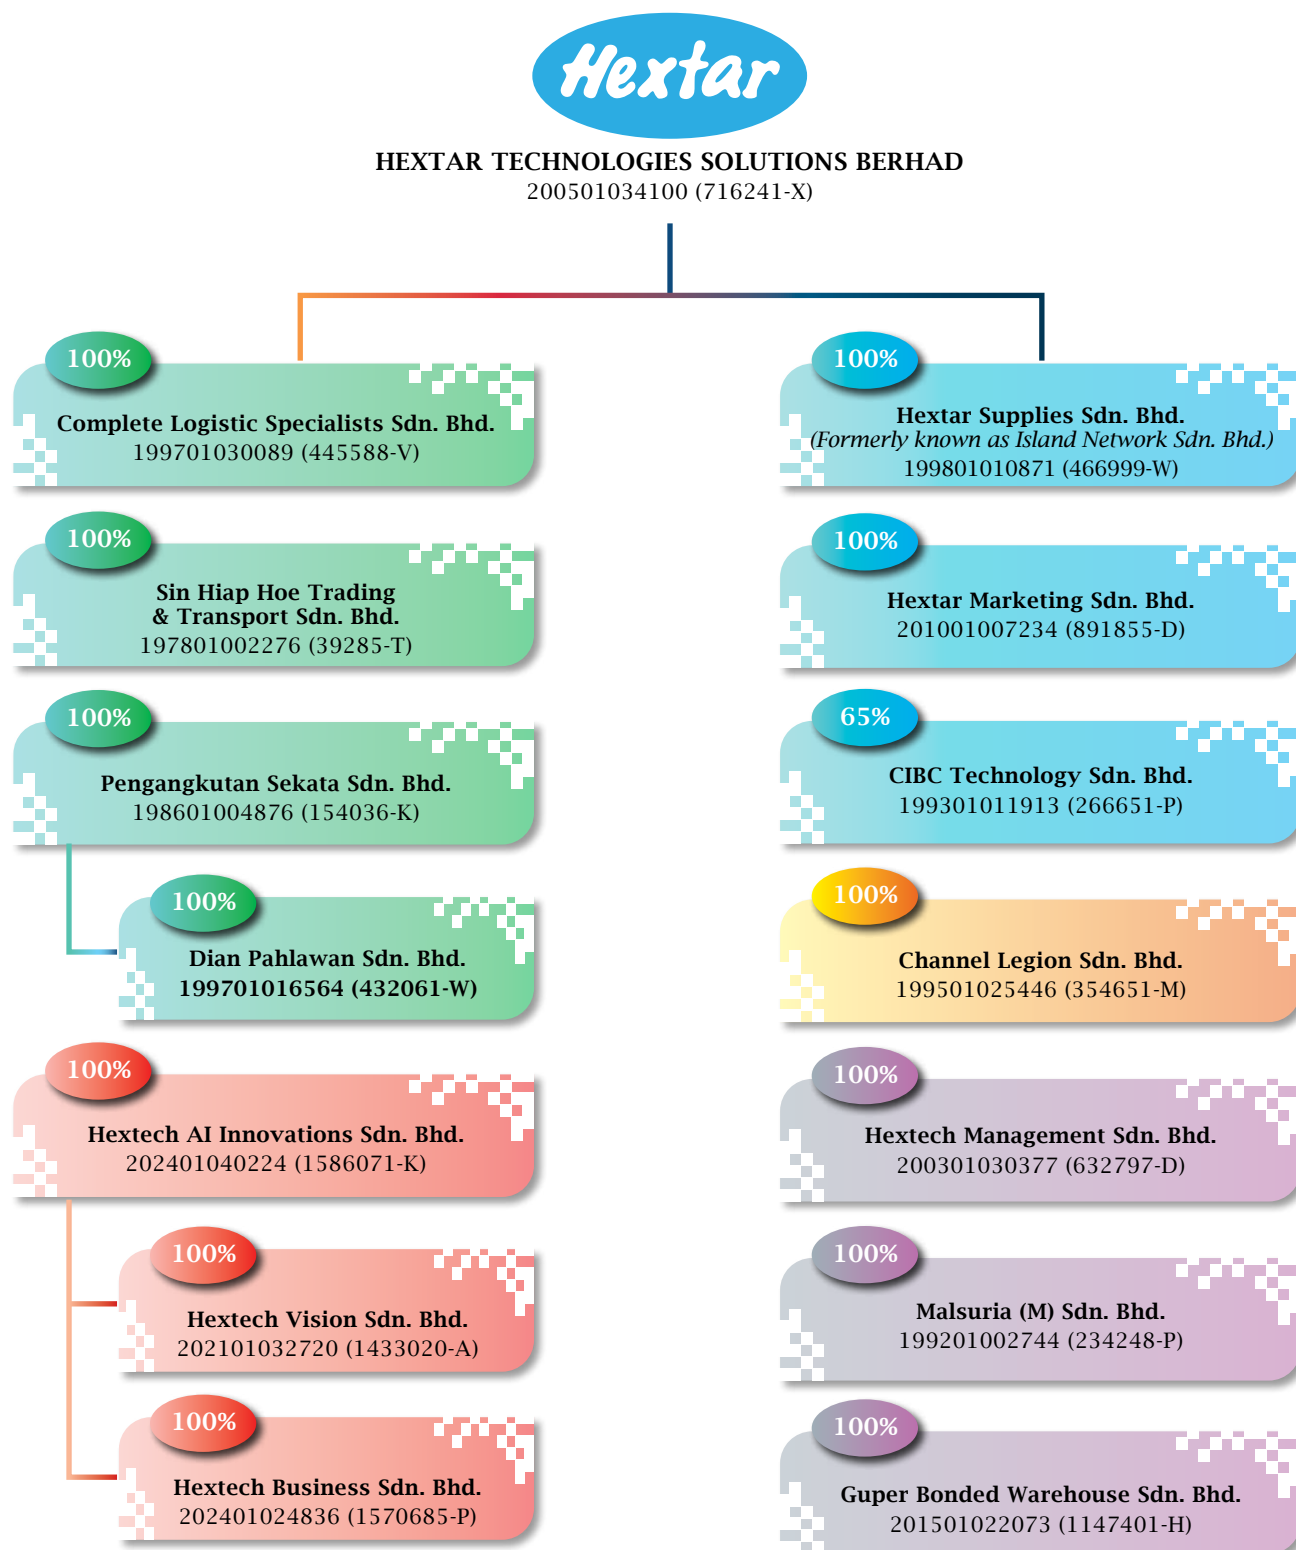 Hextar
HEXTAR TECHNOLOGIES SOLUTIONS BERHAD
200501034100 (716241-X)
100%
Complete Logistic Specialists Sdn. Bhd.
199701030089 (445588-V)
100%
Sin Hiap Hoe Trading
& Transport Sdn. Bhd.
197801002276 (39285-T)
100%
Pengangkutan Sekata Sdn. Bhd.
198601004876 (154036-K)
100%
Dian Pahlawan Sdn. Bhd.
199701016564 (432061-W)
100%
Hextech AI Innovations Sdn. Bhd.
202401040224 (1586071-K)
100%
Hextech Vision Sdn. Bhd.
202101032720 (1433020-A)
100%
Hextech Business Sdn. Bhd.
202401024836 (1570685-P)
100%
Hextar Supplies Sdn. Bhd.
(Formerly known as Island Network Sdn. Bhd.)
199801010871 (466999-W)
100%
Hextar Marketing Sdn. Bhd.
201001007234 (891855-D)
65%
CIBC Technology Sdn. Bhd.
199301011913 (266651-P)
100%
Channel Legion Sdn. Bhd.
199501025446 (354651-M)
100%
Hextech Management Sdn. Bhd.
200301030377 (632797-D)
100%
Malsuria (M) Sdn. Bhd.
199201002744 (234248-P)
100%
Guper Bonded Warehouse Sdn. Bhd.
201501022073 (1147401-H)